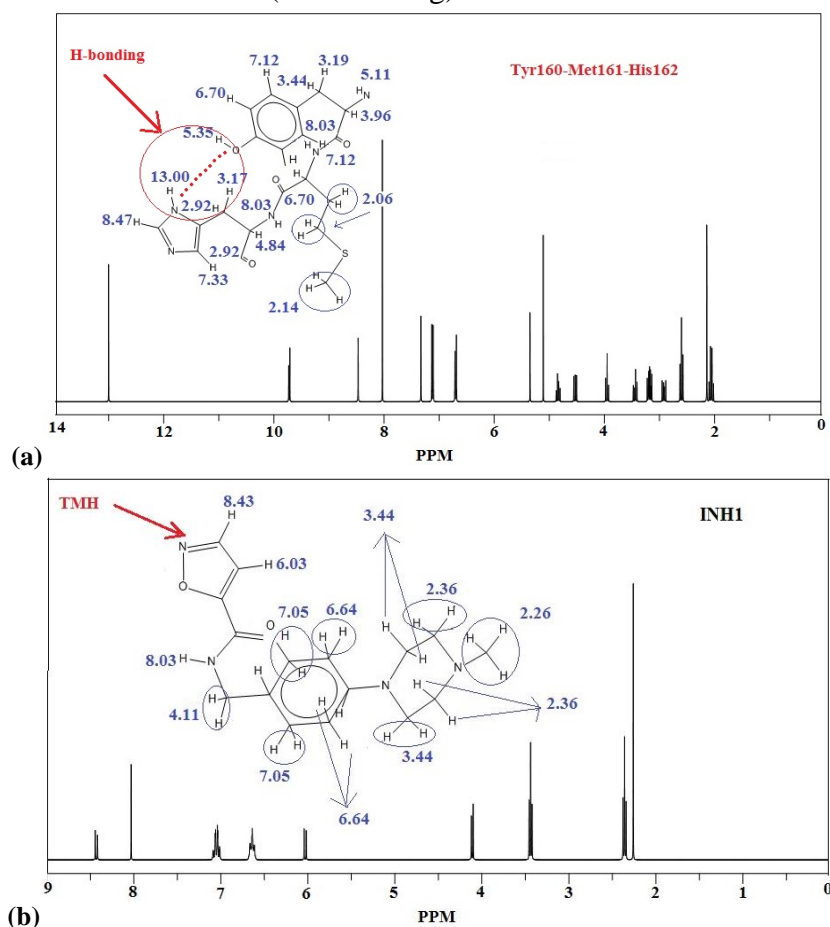 (
g)
H-bonding
Tyr160-Met161-His162
7.12
3.19
3.44
5.11
H
H
H
N
6.70
H
H
3.96
8.03
5.35
H
O
H
H
O
N
7.12
H
13.00
3.17
H
H
O
H
2.92
H
8.03
6.70
H
H
2.06
N
H
8.47
H
H
H
H
N
2.92
4.84
O
S
H
7.33
H
H
2.14
14
12
10
8
6
4
2
0
(a)
PPM
TMH
8.43
INH1
H
3.44
N
H
6.03
2.36
O
7.05
6.64
H
H
2.26
O
H
H
H
H
H
H
8.03
H
N
H
H
H
N
H
H
H
H
H
H
N
H
H
2.36
4.11
H
H
H
H
H
H
H
7.05
3.44
6.64
9
8
7
6
5
4
3
2
1
0
(b)
PPM